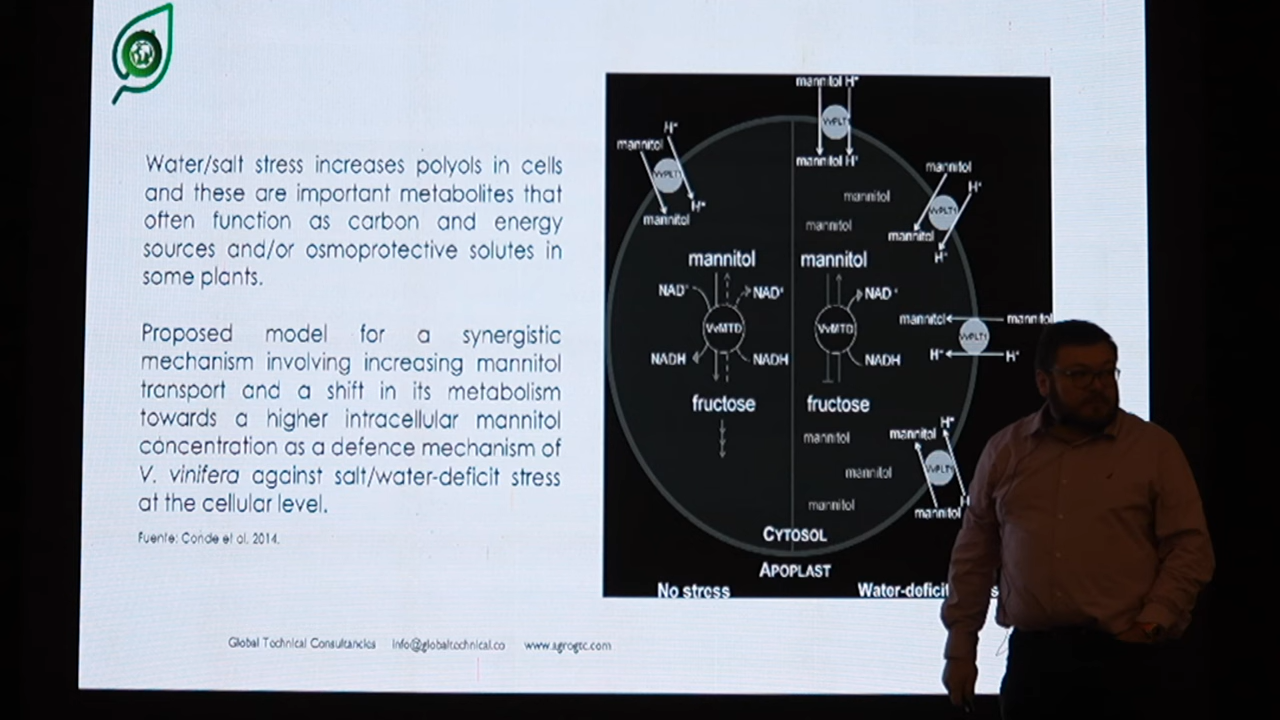 Water/salt stress increases polyols in cells
and these are important metabolites that
often function as carbon and energy
sources and/or osmoprotective solutes in
some plants.
Proposed model for a synergistic
mechanism involving increasing mannitol
transport and a shift in its metabolism
towards a higher intracellular mannitol
concentration as a defence mechanism of
V. vinifera against salt/water-deficit stress
at the cellular level.
Fuente: Conde et al. 2014.
mannitol H⁺
VvPLT1
mannitol H⁺
H⁺
mannitol
VvPLT1
H⁺
mannitol
mannitol
H⁺
VvPLT1
mannitol
H⁺
mannitol
mannitol
mannitol
NAD⁺
NAD⁺
VvMTD
NADH
NADH
fructose
mannitol
NAD⁺
VvMTD
NADH
fructose
mannitol
mannitol
VvPLT1
H⁺
H⁺
mannitol
mannitol
mannitol
H⁺
mannitol
VvPLT1
mannitol
H
CYTOSOL
APOPLAST
No stress
Water-deficit
Global Technical Consultancies info@globaltechnical.co www.agrogtc.com